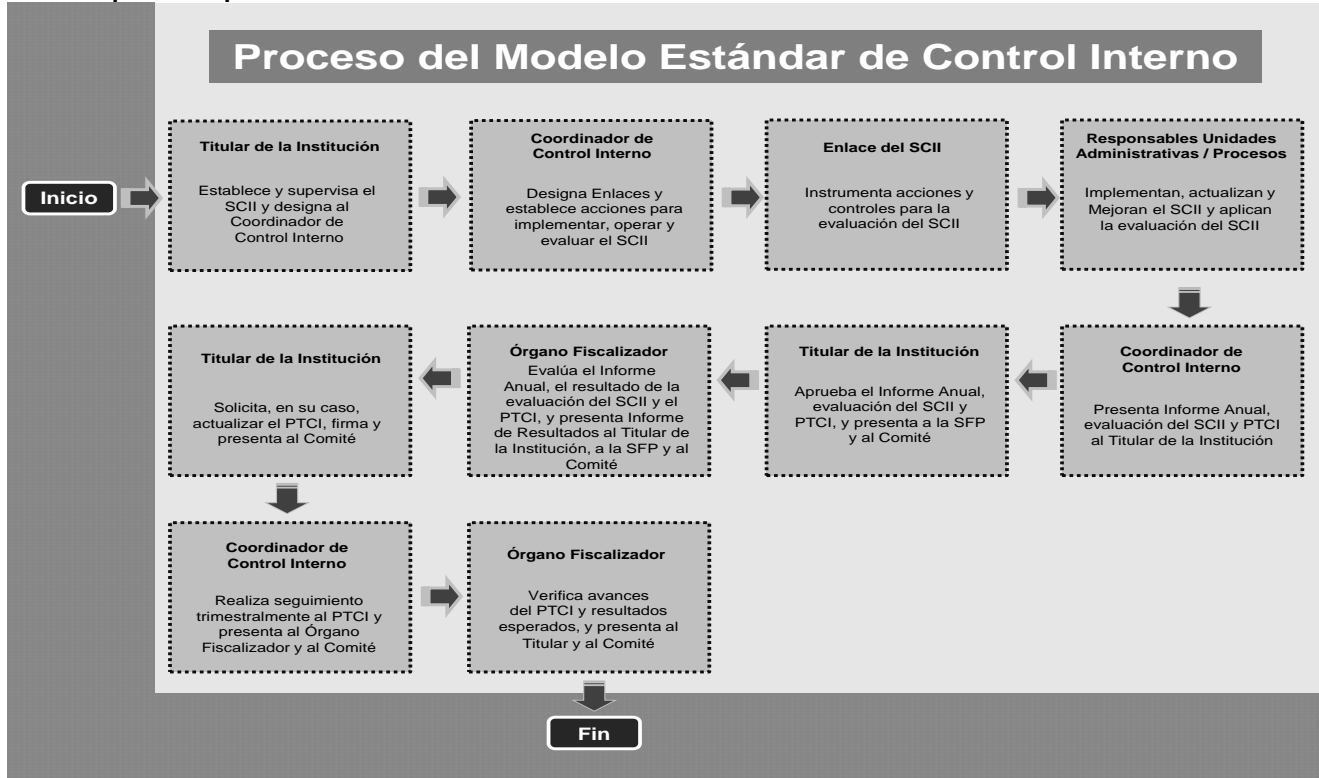 Proceso del Modelo Estándar de Control Interno
Inicio
Titular de la Institución
Establece y supervisa el
SCII y designa al
Coordinador de
Control Interno
Coordinador de
Control Interno
Designa Enlaces y
establece acciones para
implementar, operar y
evaluar el SCII
Enlace del SCII
Instrumenta acciones y
controles para la
evaluación del SCII
Responsables Unidades
Administrativas / Procesos
Implementan, actualizan y
Mejoran el SCII y aplican
la evaluación del SCII
Coordinador de
Control Interno
Presenta Informe Anual,
evaluación del SCII y PTCI
al Titular de la Institución
Titular de la Institución
Aprueba el Informe Anual,
evaluación del SCII y
PTCI, y presenta a la SFP
y al Comité
Órgano Fiscalizador
Evalúa el Informe
Anual, el resultado de la
evaluación del SCII y el
PTCI, y presenta Informe
de Resultados al Titular de
la Institución, a la SFP y al
Comité
Titular de la Institución
Solicita, en su caso,
actualizar el PTCI, firma y
presenta al Comité
Coordinador de
Control Interno
Realiza seguimiento
trimestralmente al PTCI y
presenta al Órgano
Fiscalizador y al Comité
Órgano Fiscalizador
Verifica avances
del PTCI y resultados
esperados, y presenta al
Titular y al Comité
Fin